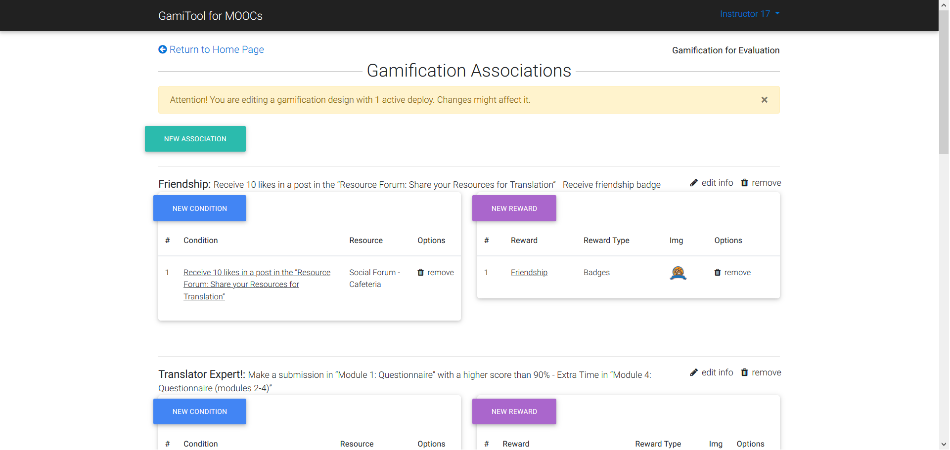 GamiTool for MOOCs
Instructor 17
Return to Home Page
Gamification for Evaluation
Gamification Associations
Attention! You are editing a gamification design with 1 active deploy. Changes might affect it.
×
NEW ASSOCIATION
Friendship: Receive 10 likes in a post in the "Resource Forum: Share your Resources for Translation" Receive friendship badge
edit info remove
NEW CONDITION
# Condition Resource Options
1 Receive 10 likes in a post in the "Resource Social Forum - remove
Forum: Share your Resources for Cafeteria
Translation"
NEW REWARD
# Reward Reward Type Img Options
1 Friendship Badges remove
Translator Expert!: Make a submission in "Module 1: Questionnaire" with a higher score than 90% - Extra Time in "Module 4:
Questionnaire (modules 2-4)"
edit info remove
NEW CONDITION
# Condition Resource Options
NEW REWARD
# Reward Reward Type Img Options